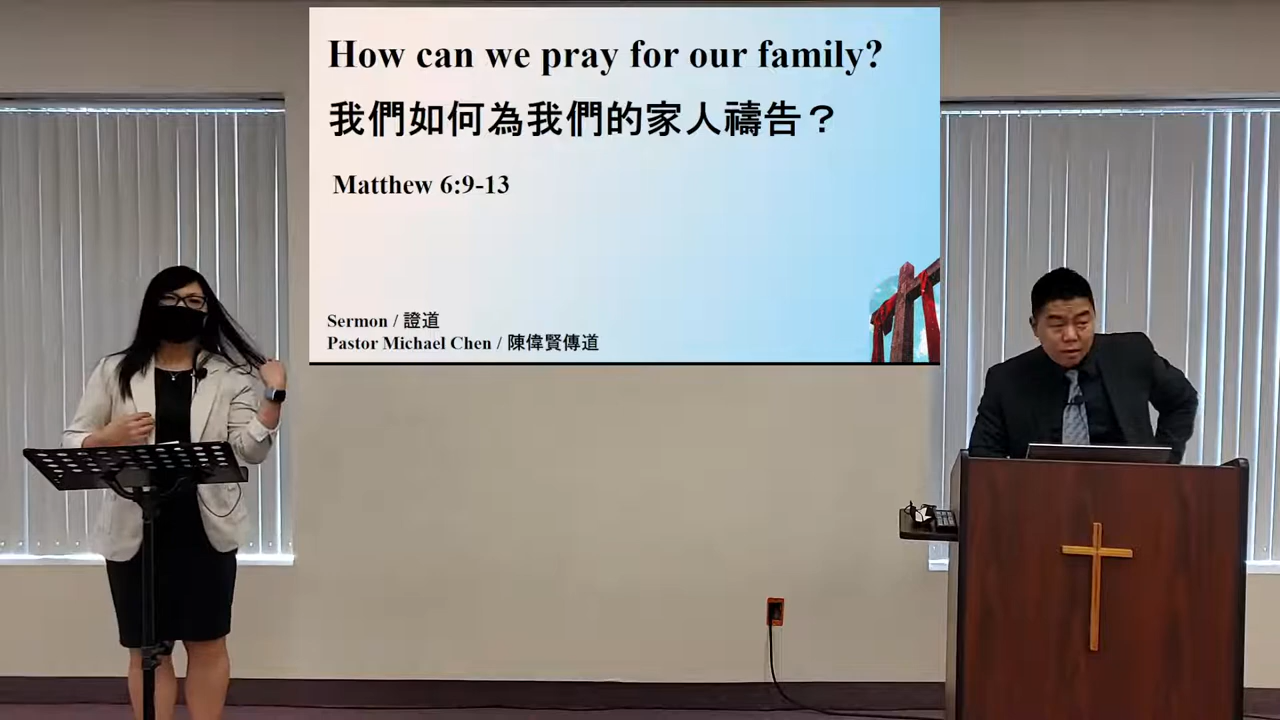 How can we pray for our family?
我們如何為我們的家人禱告？
Matthew 6:9-13
Sermon / 證道
Pastor Michael Chen / 陳偉賢傳道